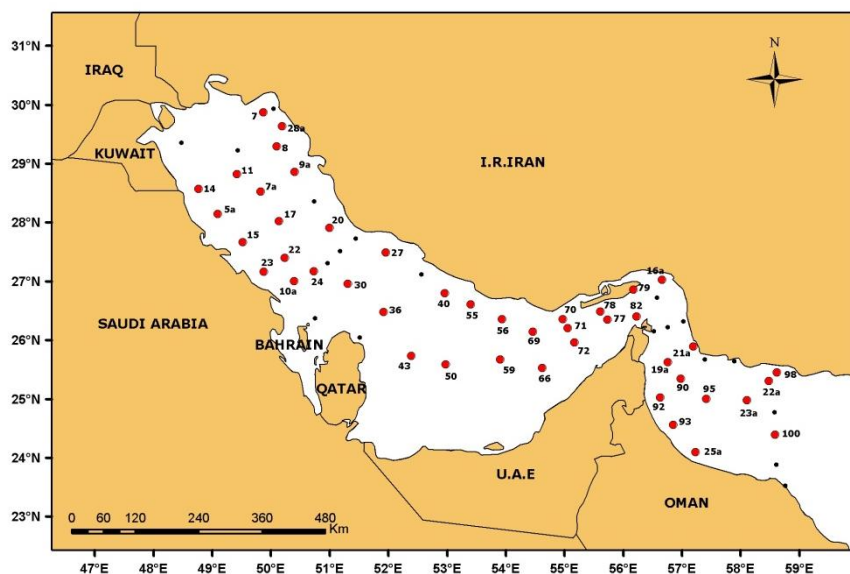 N
31°N
IRAQ
30°N
7
28a
8
KUWAIT
I.R.IRAN
29°N
9a
11
14
7a
5a
17
20
28°N
15
22
27
23
24
16a
27°N
10a
30
79
40
55
78
82
36
70
77
56
71
SAUDI ARABIA
69
26°N
BAHRAIN
72
21a
43
50
59
19a
98
QATAR
66
90
95
22a
25°N
92
23a
93
100
24°N
U.A.E
25a
OMAN
23°N
0 60 120 240 360 480
Km
47°E 48°E 49°E 50°E 51°E 52°E 53°E 54°E 55°E 56°E 57°E 58°E 59°E